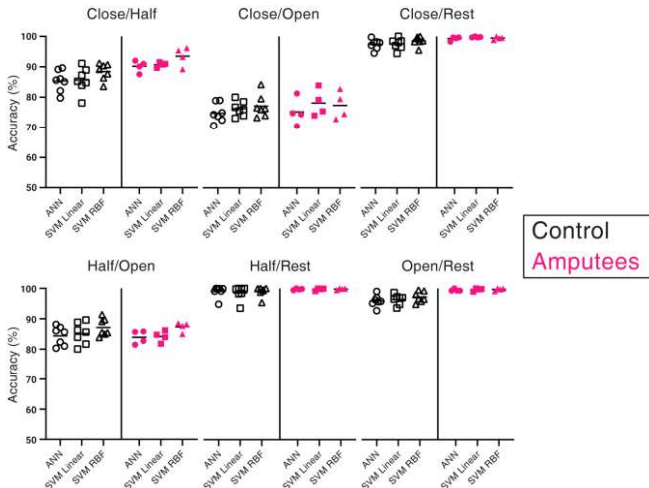 Close/Half
Close/Open
Close/Rest
Accuracy (%)
100
90
80
70
60
50
ANN
SVM Linear
SVM RBF
ANN
SVM Linear
SVM RBF
ANN
SVM Linear
SVM RBF
ANN
SVM Linear
SVM RBF
ANN
SVM Linear
SVM RBF
ANN
SVM Linear
SVM RBF
Control
Amputees
Half/Open
Half/Rest
Open/Rest
Accuracy (%)
100
90
80
70
60
50
ANN
SVM Linear
SVM RBF
ANN
SVM Linear
SVM RBF
ANN
SVM Linear
SVM RBF
ANN
SVM Linear
SVM RBF
ANN
SVM Linear
SVM RBF
ANN
SVM Linear
SVM RBF